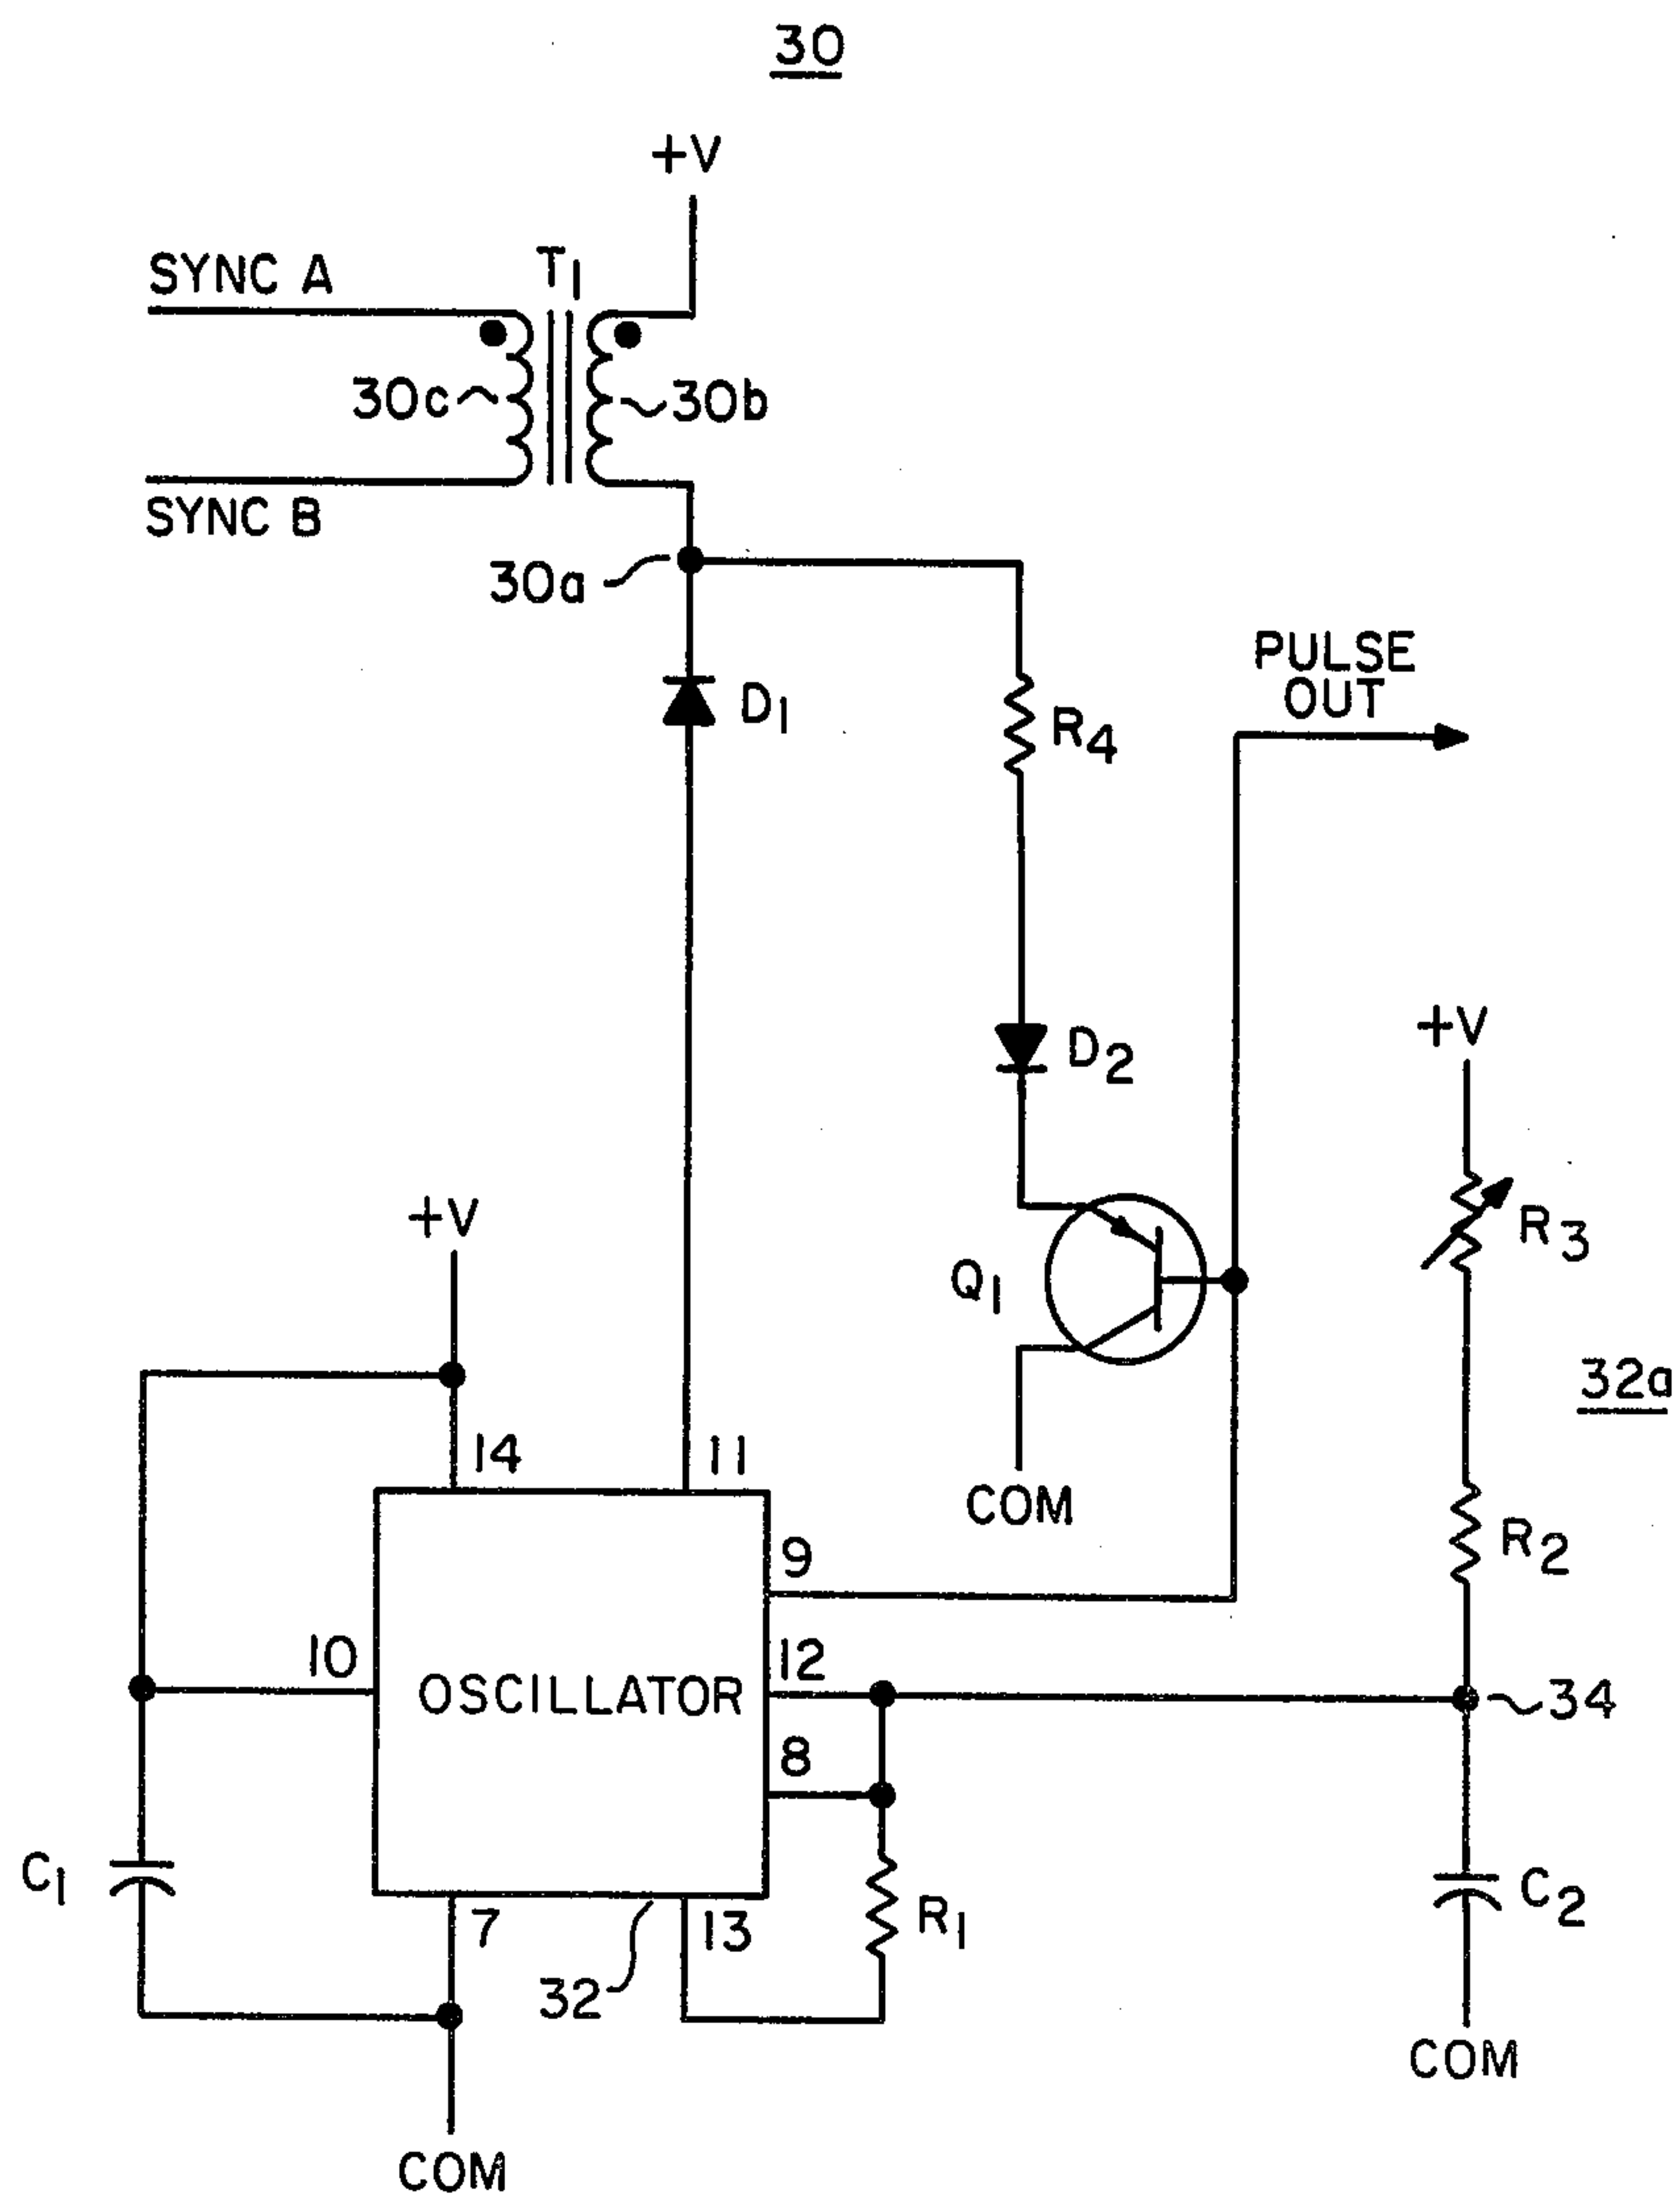 30
+V
SYNC A
T1
30c
30b
SYNC B
30a
D1
R4
PULSE
OUT
D2
+V
+V
R3
Q1
32a
14
11
COM
9
R2
10
12
OSCILLATOR
34
8
C1
C2
7
13
R1
32
COM
COM